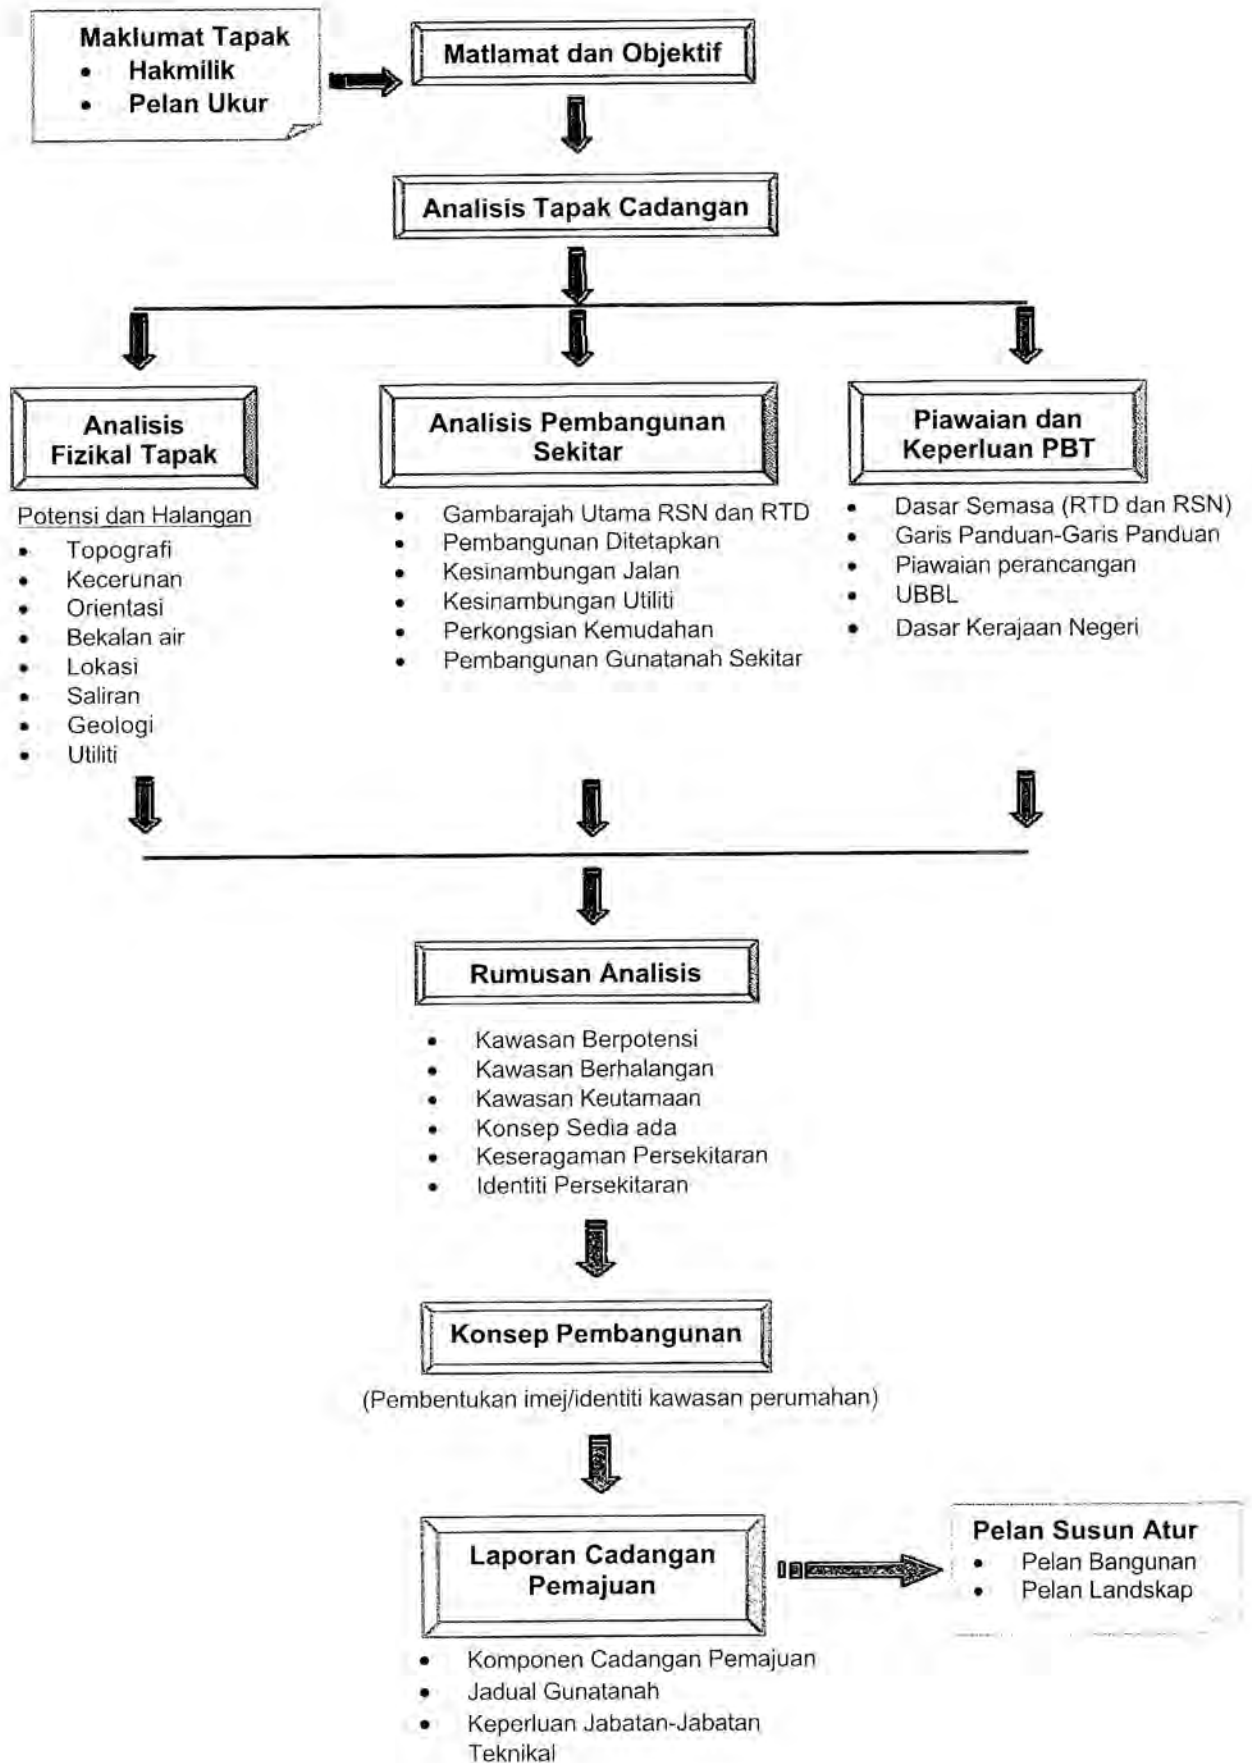 Maklumat Tapak
• Hakmilik
• Pelan Ukur
Matlamat dan Objektif
Analisis Tapak Cadangan
Analisis
Fizikal Tapak
Potensi dan Halangan
• Topografi
• Kecerunan
• Orientasi
• Bekalan air
• Lokasi
• Saliran
• Geologi
• Utiliti
Analisis Pembangunan
Sekitar
• Gambarajah Utama RSN dan RTD
• Pembangunan Ditetapkan
• Kesinambungan Jalan
• Kesinambungan Utiliti
• Perkongsian Kemudahan
• Pembangunan Gunatanah Sekitar
Piawaian dan
Keperluan PBT
• Dasar Semasa (RTD dan RSN)
• Garis Panduan-Garis Panduan
• Piawaian perancangan
• UBBL
• Dasar Kerajaan Negeri
Rumusan Analisis
• Kawasan Berpotensi
• Kawasan Berhalangan
• Kawasan Keutamaan
• Konsep Sedia ada
• Keseragaman Persekitaran
• Identiti Persekitaran
Konsep Pembangunan
(Pembentukan imej/identiti kawasan perumahan)
Laporan Cadangan
Pemajuan
• Komponen Cadangan Pemajuan
• Jadual Gunatanah
• Keperluan Jabatan-Jabatan
Teknikal
Pelan Susun Atur
• Pelan Bangunan
• Pelan Landskap